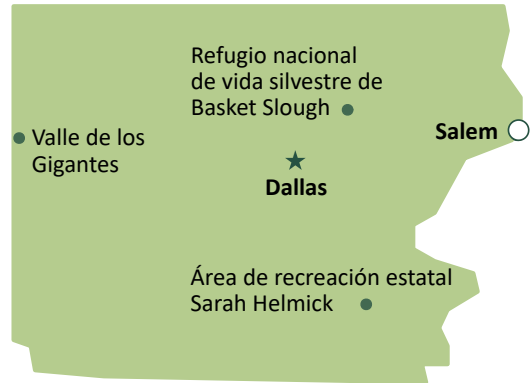 Refugio nacional
de vida silvestre de
Basket Slough
Salem
Valle de los
Gigantes
Dallas
Área de recreación estatal
Sarah Helmick